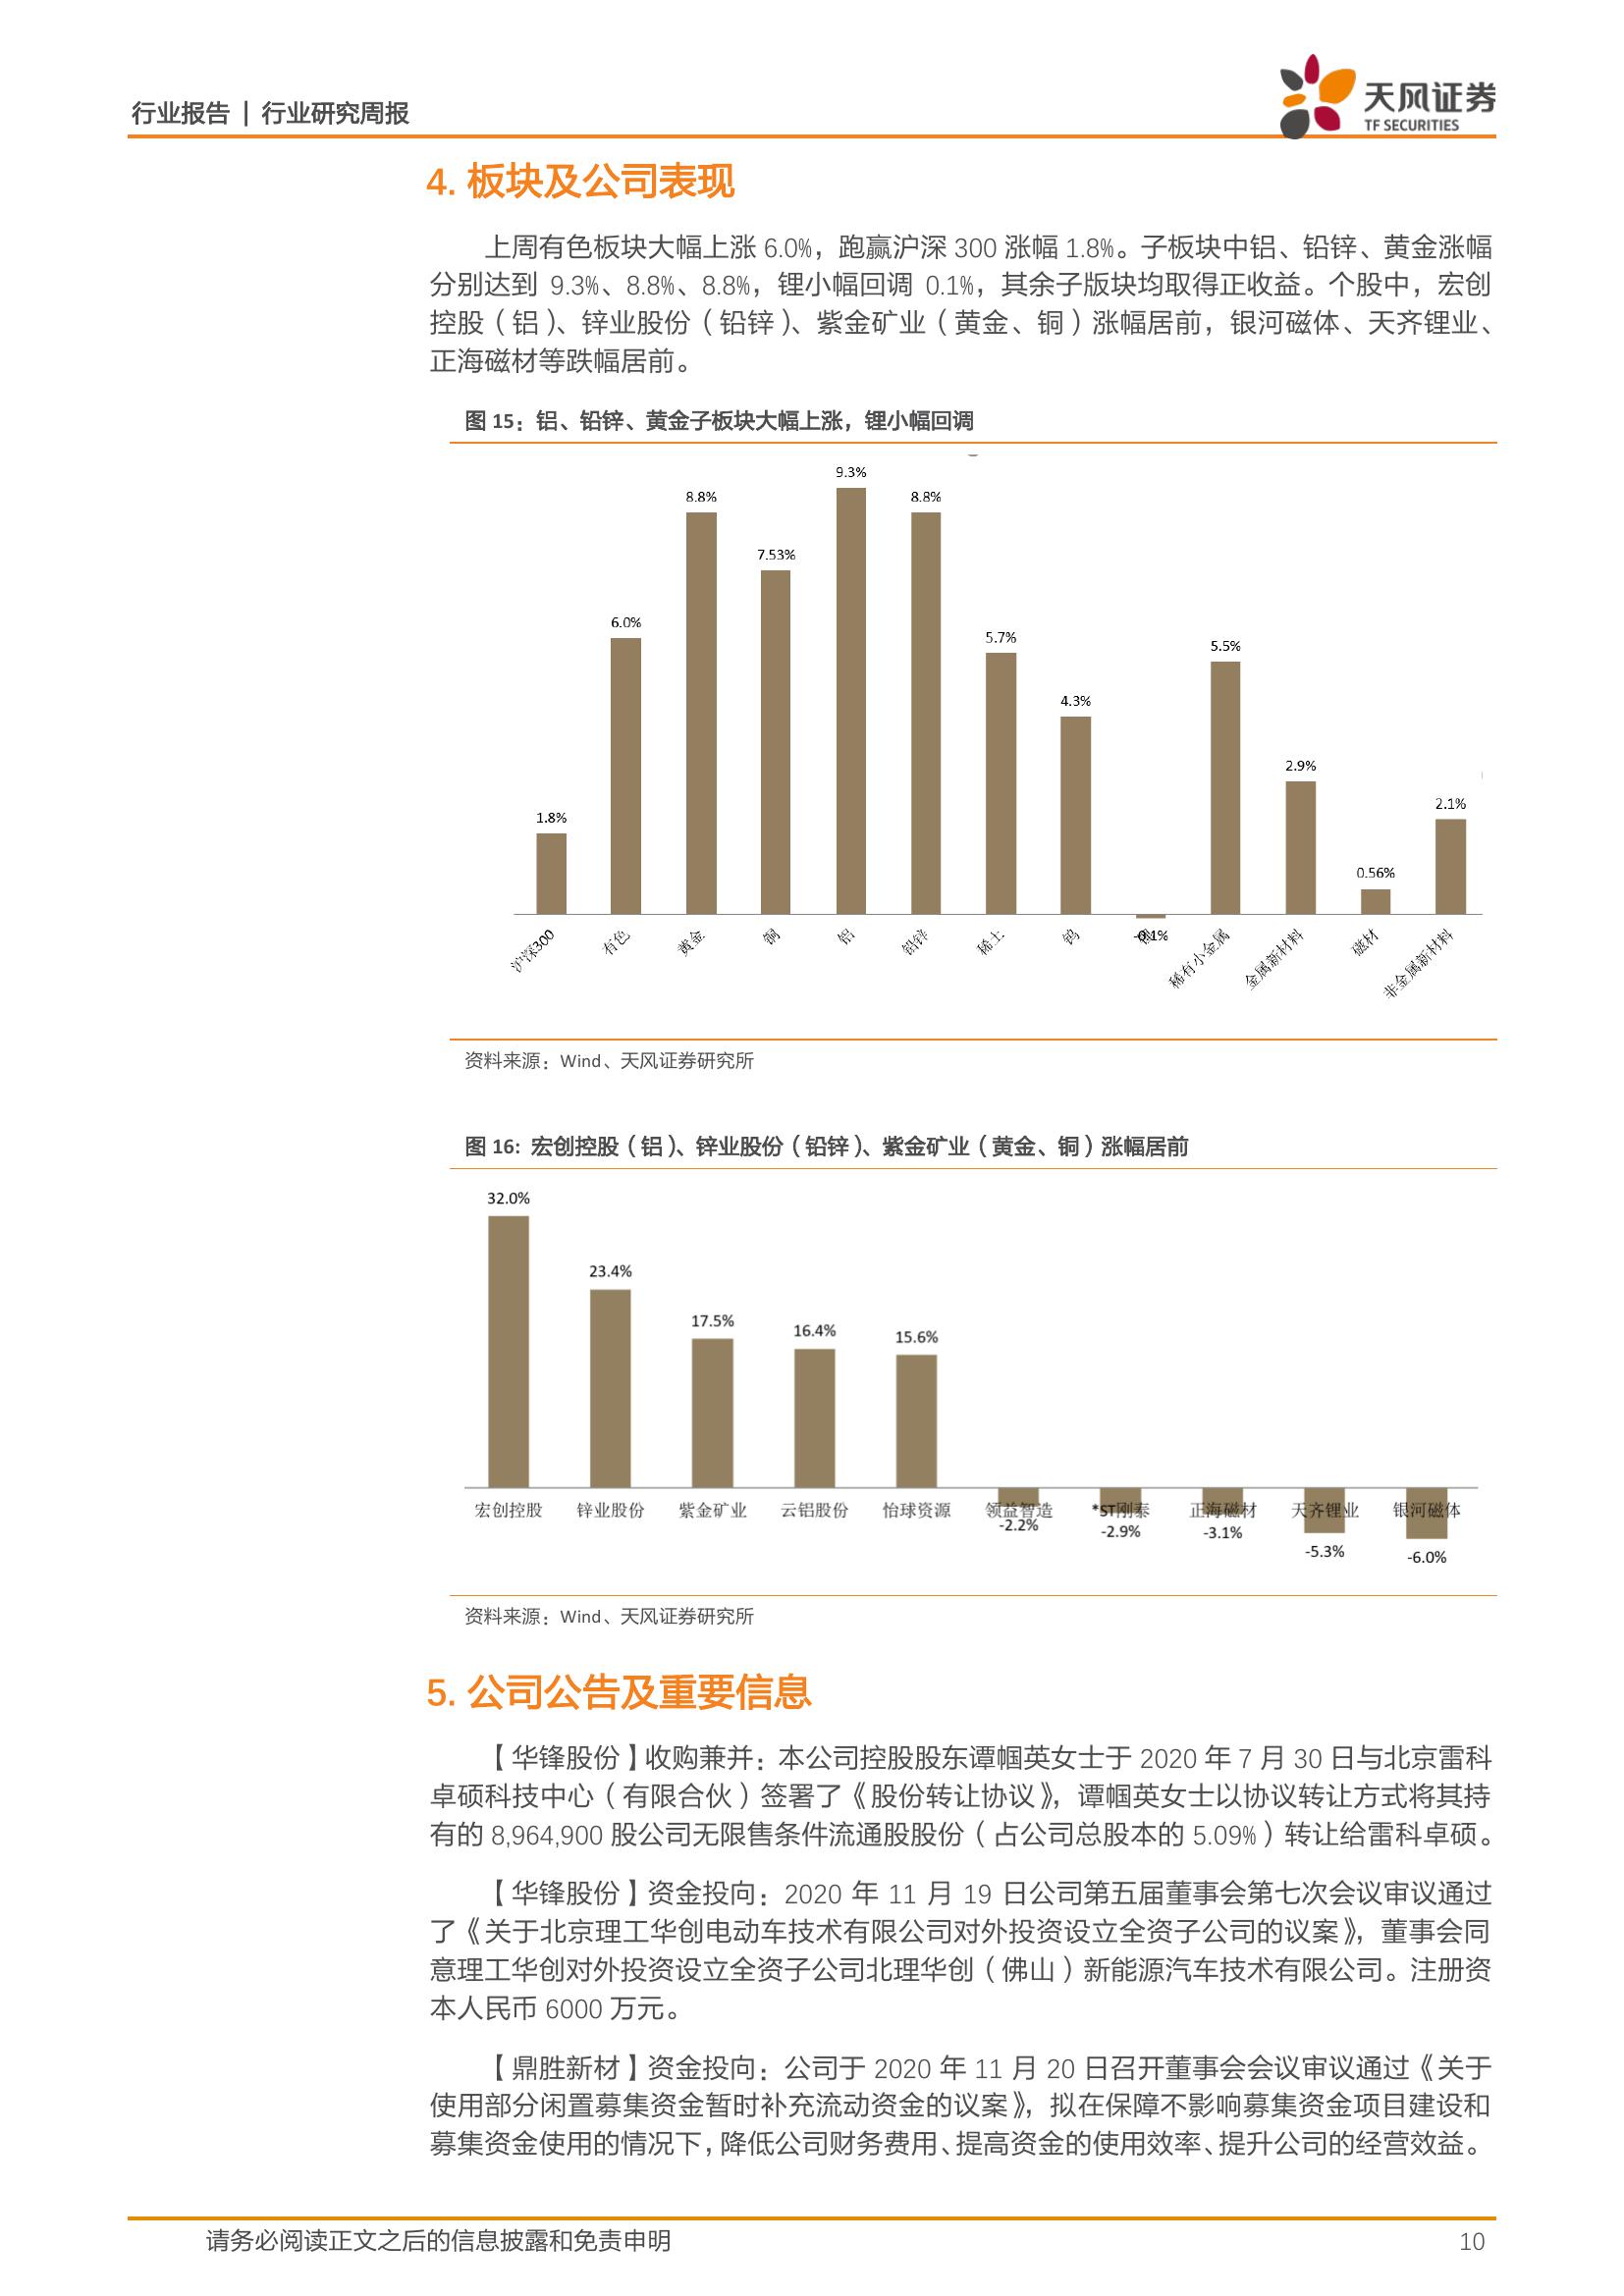 行业报告 | 行业研究周报
天风证券
TF SECURITIES
4. 板块及公司表现
上周有色板块大幅上涨 6.0%，跑赢沪深 300 涨幅 1.8%。子板块中铝、铅锌、黄金涨幅
分别达到 9.3%、8.8%、8.8%，锂小幅回调 0.1%，其余子版块均取得正收益。个股中，宏创
控股（铝）、锌业股份（铅锌）、紫金矿业（黄金、铜）涨幅居前，银河磁体、天齐锂业、
正海磁材等跌幅居前。
图 15：铝、铅锌、黄金子板块大幅上涨，锂小幅回调
1.8%
6.0%
8.8%
7.53%
9.3%
8.8%
5.7%
4.3%
-0.1%
5.5%
2.9%
0.56%
2.1%
沪深300
有色
黄金
铜
铝
铅锌
稀土
钨
稀有小金属
金属新材料
磁材
非金属新材料
资料来源：Wind、天风证券研究所
图 16: 宏创控股（铝）、锌业股份（铅锌）、紫金矿业（黄金、铜）涨幅居前
32.0%
23.4%
17.5%
16.4%
15.6%
宏创控股 锌业股份 紫金矿业 云铝股份 怡球资源 领益智造 *ST刚泰 正海磁材 天齐锂业 银河磁体
-2.2%
-2.9%
-3.1%
-5.3%
-6.0%
资料来源：Wind、天风证券研究所
5. 公司公告及重要信息
【华锋股份】收购兼并：本公司控股股东谭帼英女士于 2020 年 7 月 30 日与北京雷科
卓硕科技中心（有限合伙）签署了《股份转让协议》，谭帼英女士以协议转让方式将其持
有的 8,964,900 股公司无限售条件流通股股份（占公司总股本的 5.09%）转让给雷科卓硕。
【华锋股份】资金投向：2020 年 11 月 19 日公司第五届董事会第七次会议审议通过
了《关于北京理工华创电动车技术有限公司对外投资设立全资子公司的议案》，董事会同
意理工华创对外投资设立全资子公司北理华创（佛山）新能源汽车技术有限公司。注册资
本人民币 6000 万元。
【鼎胜新材】资金投向：公司于 2020 年 11 月 20 日召开董事会会议审议通过《关于
使用部分闲置募集资金暂时补充流动资金的议案》，拟在保障不影响募集资金项目建设和
募集资金使用的情况下，降低公司财务费用、提高资金的使用效率、提升公司的经营效益。
请务必阅读正文之后的信息披露和免责申明
10